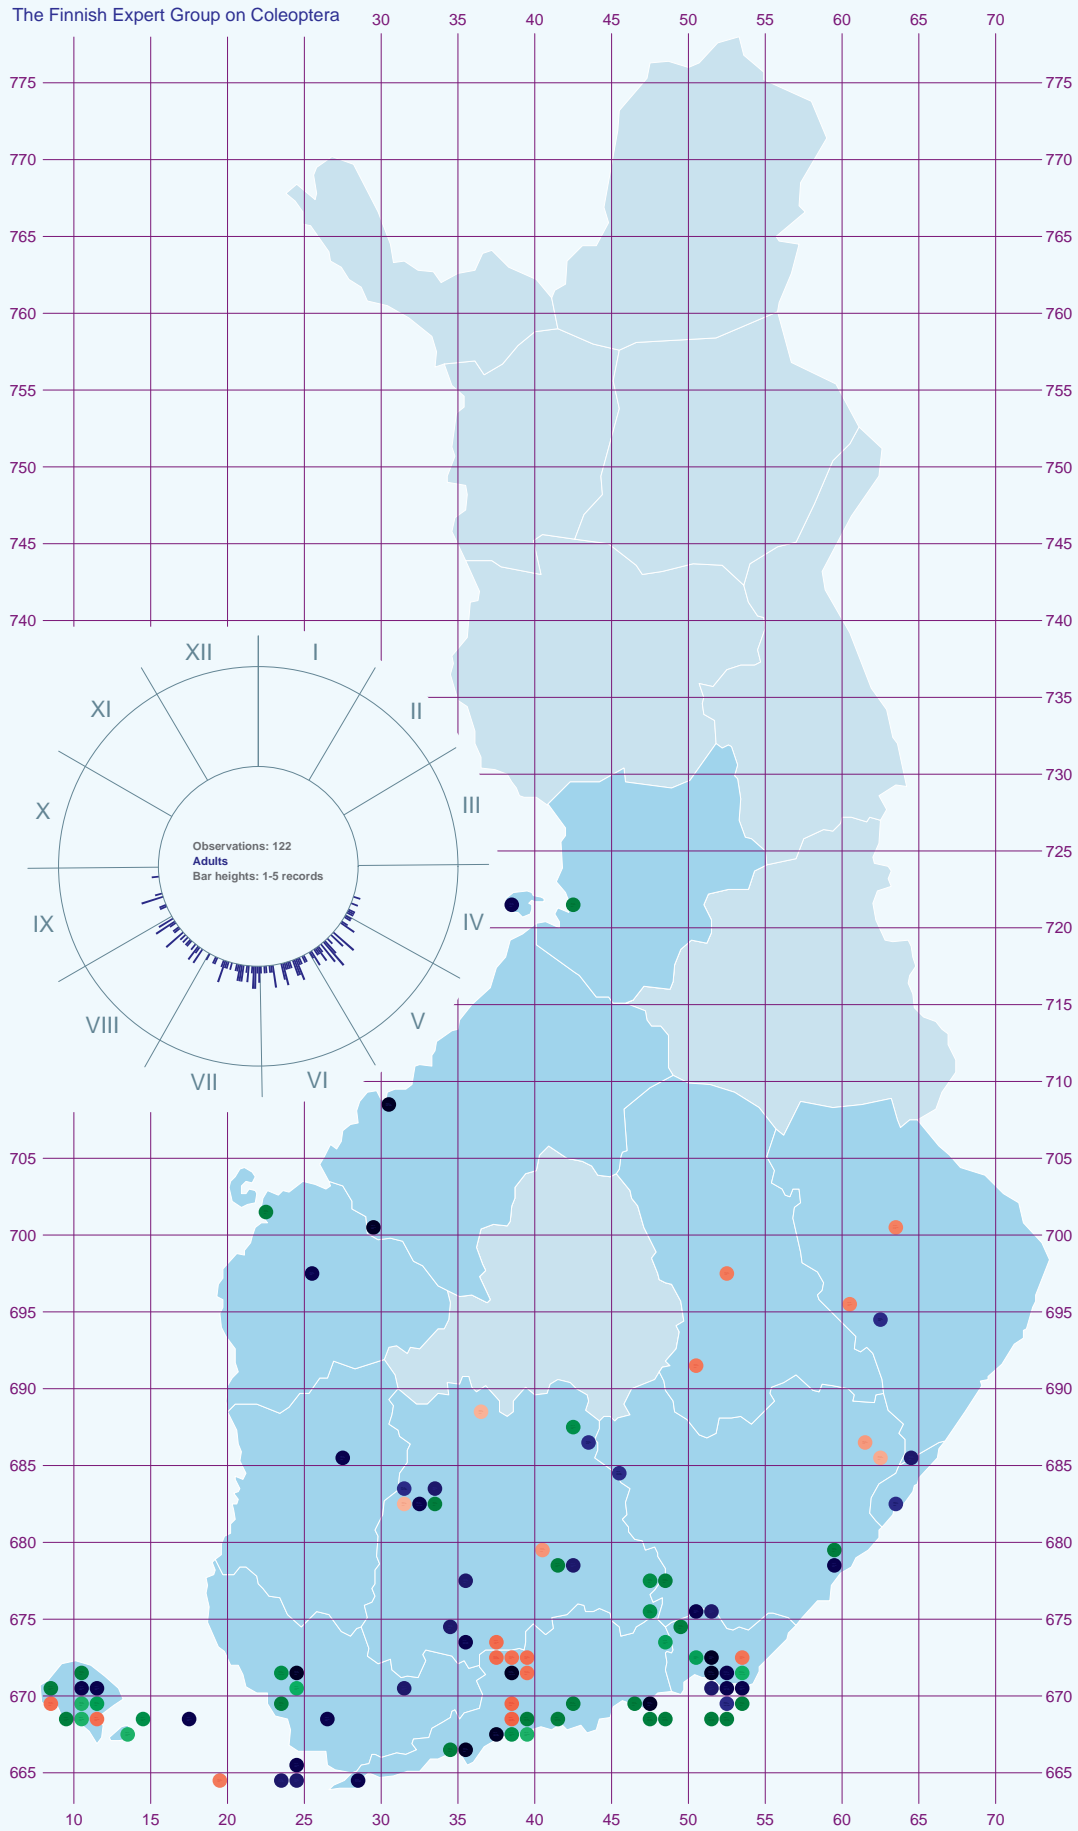 The Finnish Expert Group on Coleoptera
30 35 40 45 50 55 60 65 70
775 775
770 770
765 765
760 760
755 755
750 750
745 745
740 740
XII I
XI II
735
730
X III
Observations: 122
Adults
Bar heights: 1-5 records
725
IX IV
720
VIII V
715
VII VI
710
705 705
700 700
695 695
690 690
685 685
680 680
675 675
670 670
665 665
10 15 20 25 30 35 40 45 50 55 60 65 70